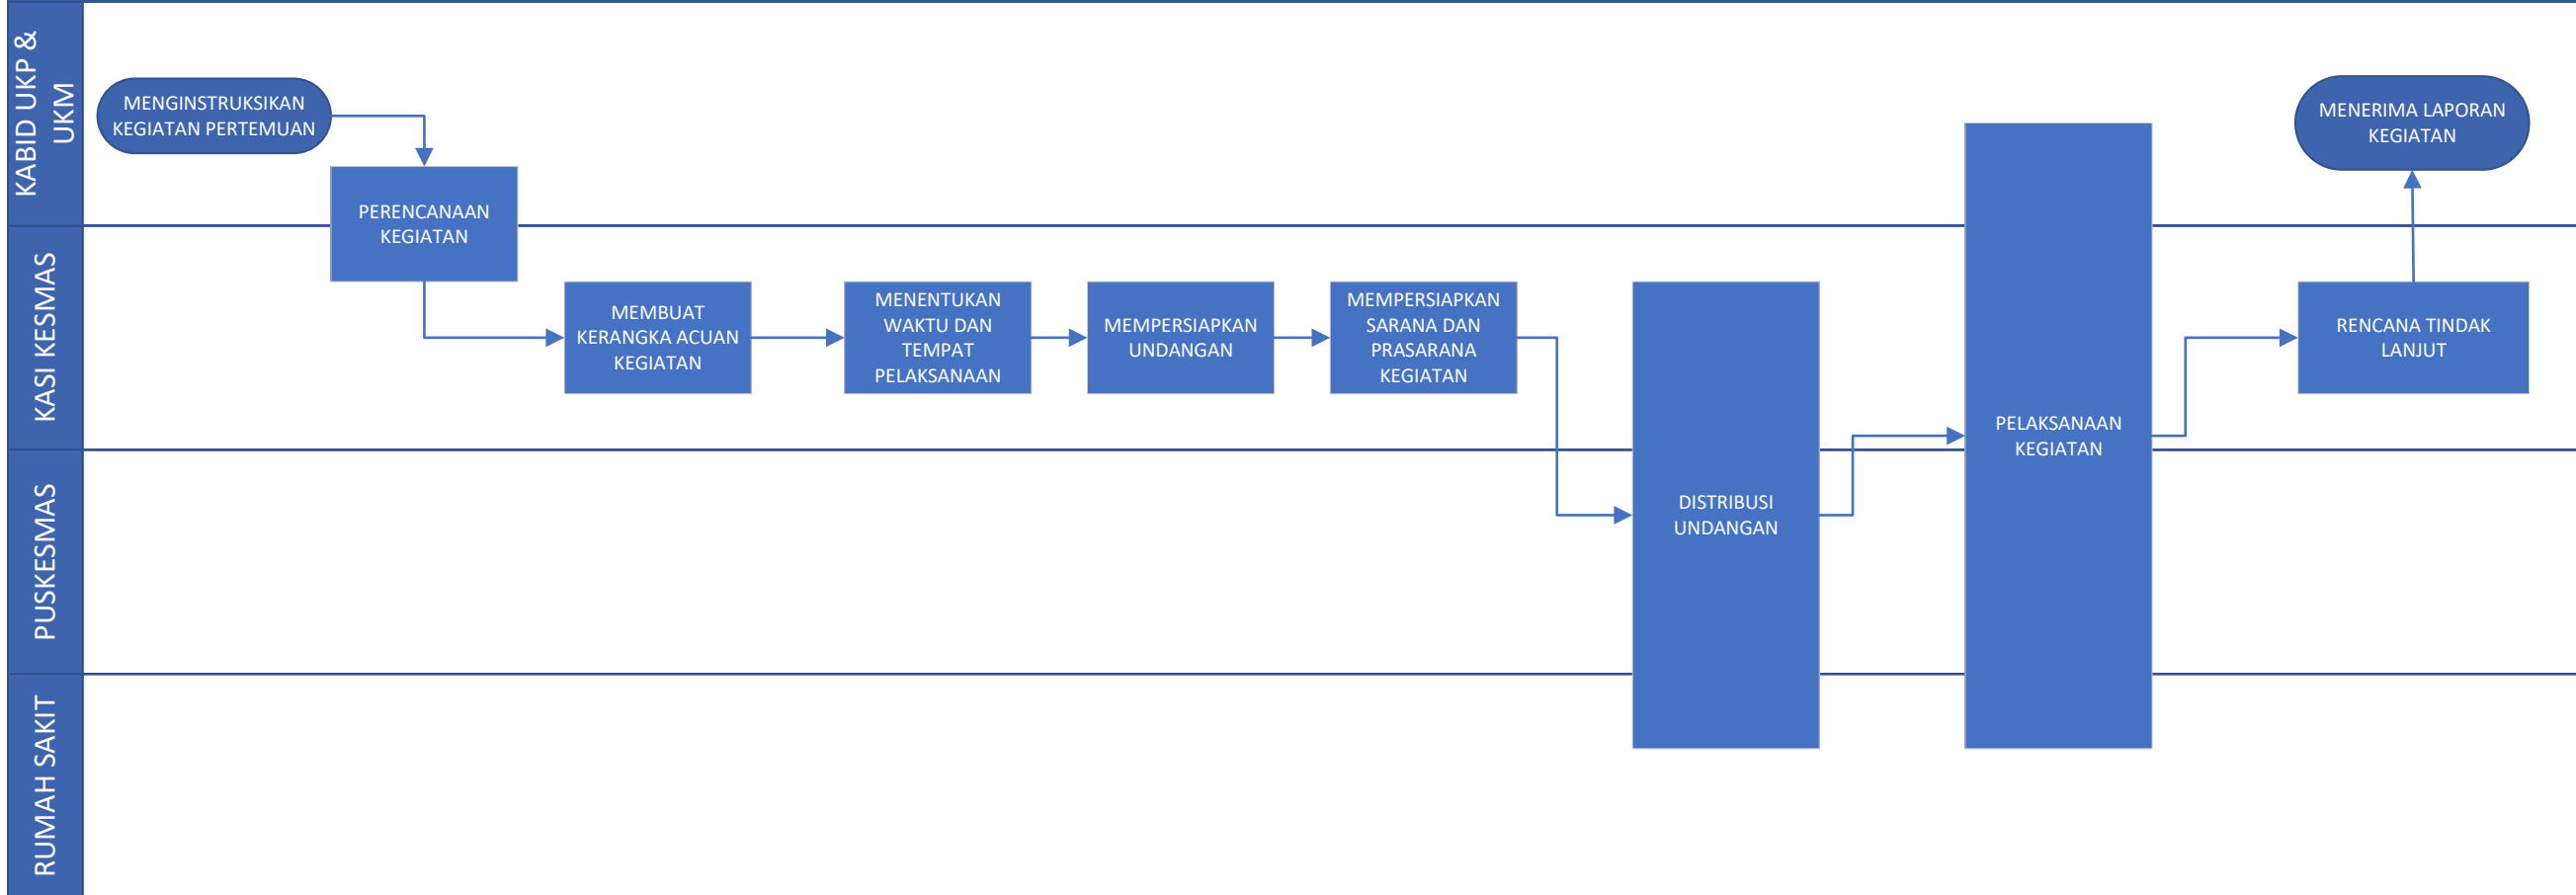 KABID UKP &
UKM
MENGINSTRUKSIKAN
KEGIATAN PERTEMUAN
PERENCANAAN
KEGIATAN
MENERIMA LAPORAN
KEGIATAN
KASI KESMAS
MEMBUAT
KERANGKA ACUAN
KEGIATAN
MENENTUKAN
WAKTU DAN
TEMPAT
PELAKSANAAN
MEMPERSIAPKAN
UNDANGAN
MEMPERSIAPKAN
SARANA DAN
PRASARANA
KEGIATAN
DISTRIBUSI
UNDANGAN
PELAKSANAAN
KEGIATAN
RENCANA TINDAK
LANJUT
PUSKESMAS
RUMAH SAKIT